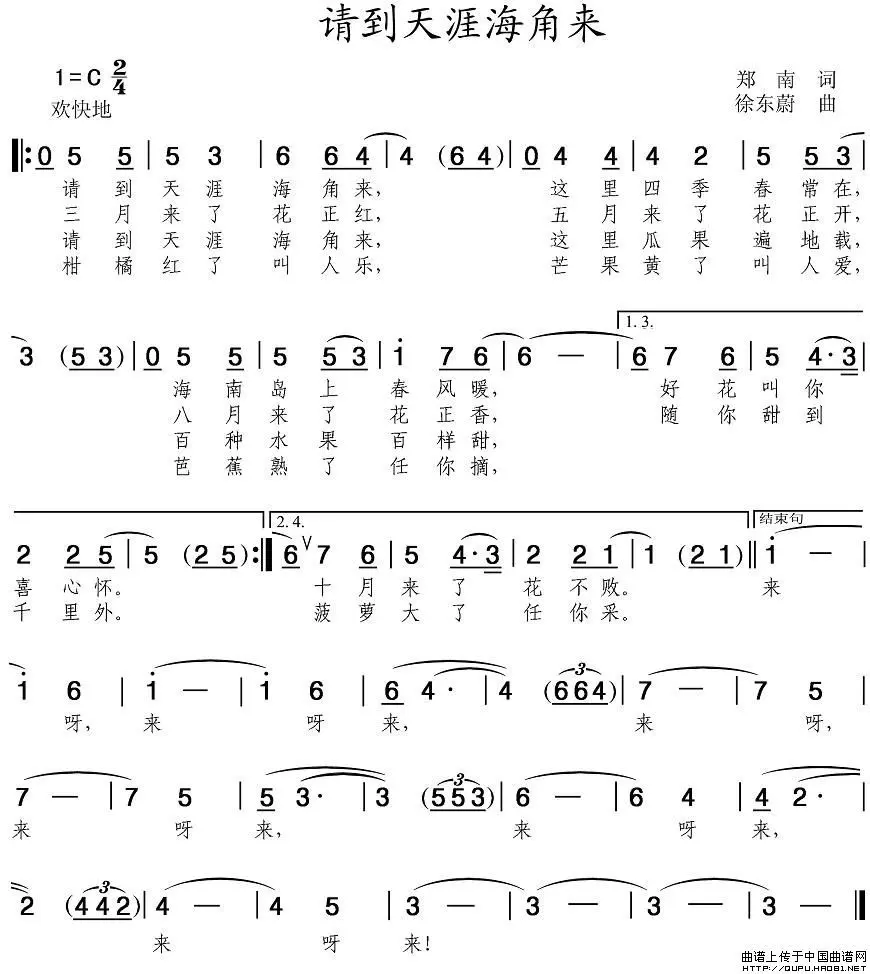 请到天涯海角来
1=C 2/4
郑 南 词
欢快地
徐东蔚 曲
0 5 5 | 5 3 | 6 6 4 | 4 (6 4) | 0 4 4 | 4 2 | 5 5 3 |
请 到 天 涯 海 角 来, 这 里 四 季 春 常 在,
三 月 来 了 花 正 红, 五 月 来 了 花 正 开,
请 到 天 涯 海 角 来, 这 里 瓜 果 遍 地 载,
柑 橘 红 了 叫 人 乐, 芒 果 黄 了 叫 人 爱,
1. 3.
3 (5 3) | 0 5 5 | 5 5 3 | i 7 6 | 6 — | 6 7 6 | 5 4· 3 |
海 南 岛 上 春 风 暖, 好 花 叫 你
八 月 来 了 花 正 香, 随 你 甜 到
百 种 水 果 百 样 甜,
芭 蕉 熟 了 任 你 摘,
2. 4. 结束句
2 2 5 | 5 (2 5) :| 6 V 7 6 | 5 4· 3 | 2 2 1 | 1 (2 1) || i — |
喜 心 怀。 十 月 来 了 花 不 败。 来
千 里 外。 菠 萝 大 了 任 你 采。
i 6 | i — | i 6 | 6 4· | 4 (6 6 4) | 7 — | 7 5 |
3
呀, 来 呀 来, 来 呀,
7 — | 7 5 | 5 3· | 3 (5 5 3) | 6 — | 6 4 | 4 2· |
3
来 呀 来, 来 呀 来,
2 (4 4 2) | 4 — | 4 5 | 3 — | 3 — | 3 — | 3 — ||
3
来 呀 来!
曲谱上传于中国曲谱网
HTTP://QUPU.HAO81.NET